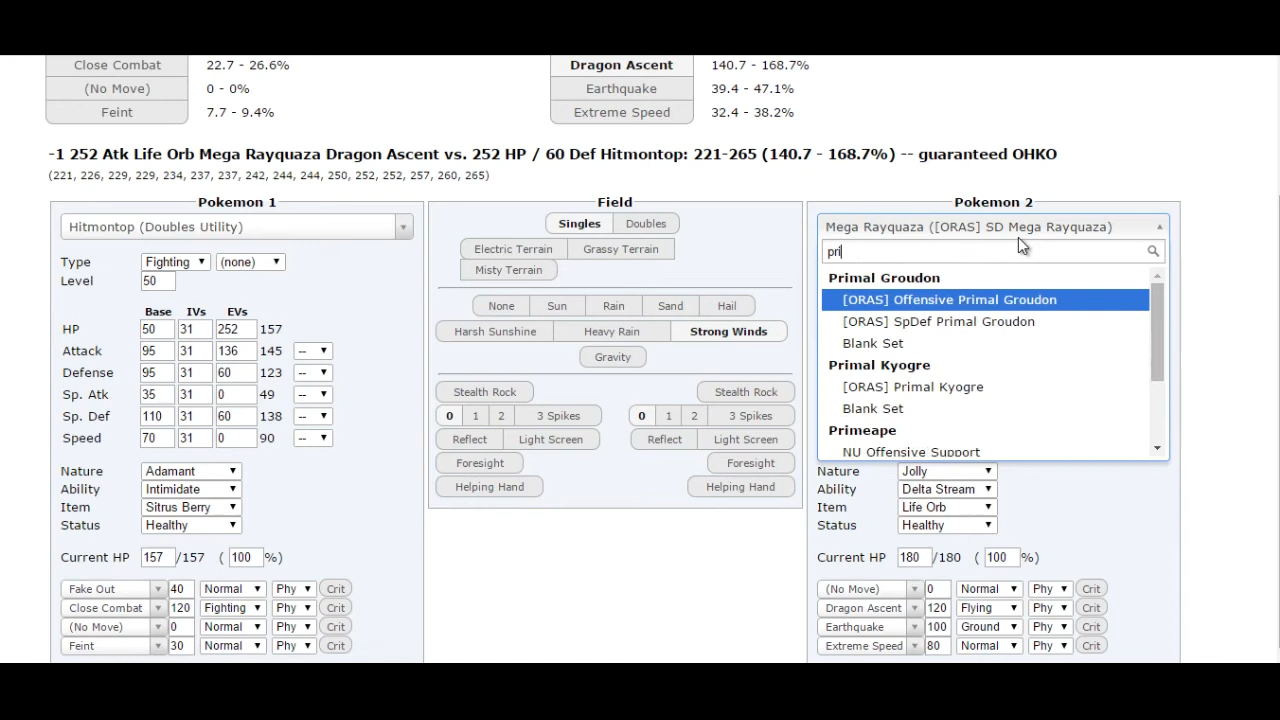 Close Combat 22.7 - 26.6% Dragon Ascent 140.7 - 168.7%
(No Move) 0 - 0% Earthquake 39.4 - 47.1%
Feint 7.7 - 9.4% Extreme Speed 32.4 - 38.2%
-1 252 Atk Life Orb Mega Rayquaza Dragon Ascent vs. 252 HP / 60 Def Hitmontop: 221-265 (140.7 - 168.7%) -- guaranteed OHKO
(221, 226, 229, 229, 234, 237, 237, 242, 244, 244, 250, 252, 252, 257, 260, 265)
Pokemon 1
Hitmontop (Doubles Utility)
Type Fighting (none)
Level 50
Base IVs EVs
HP 50 31 252 157
Attack 95 31 136 145 --
Defense 95 31 60 123 --
Sp. Atk 35 31 0 49 --
Sp. Def 110 31 60 138 --
Speed 70 31 0 90 --
Nature Adamant
Ability Intimidate
Item Sitrus Berry
Status Healthy
Current HP 157 /157 ( 100 %)
Fake Out 40 Normal Phy Crit
Close Combat 120 Fighting Phy Crit
(No Move) 0 Normal Phy Crit
Feint 30 Normal Phy Crit
Field
Singles Doubles
Electric Terrain Grassy Terrain
Misty Terrain
None Sun Rain Sand Hail
Harsh Sunshine Heavy Rain Strong Winds
Gravity
Stealth Rock Stealth Rock
0 1 2 3 Spikes 0 1 2 3 Spikes
Reflect Light Screen Reflect Light Screen
Foresight Foresight
Helping Hand Helping Hand
Pokemon 2
Mega Rayquaza ([ORAS] SD Mega Rayquaza)
pri
Primal Groudon
[ORAS] Offensive Primal Groudon
[ORAS] SpDef Primal Groudon
Blank Set
Primal Kyogre
[ORAS] Primal Kyogre
Blank Set
Primeape
NU Offensive Support
Nature Jolly
Ability Delta Stream
Item Life Orb
Status Healthy
Current HP 180 /180 ( 100 %)
(No Move) 0 Normal Phy Crit
Dragon Ascent 120 Flying Phy Crit
Earthquake 100 Ground Phy Crit
Extreme Speed 80 Normal Phy Crit